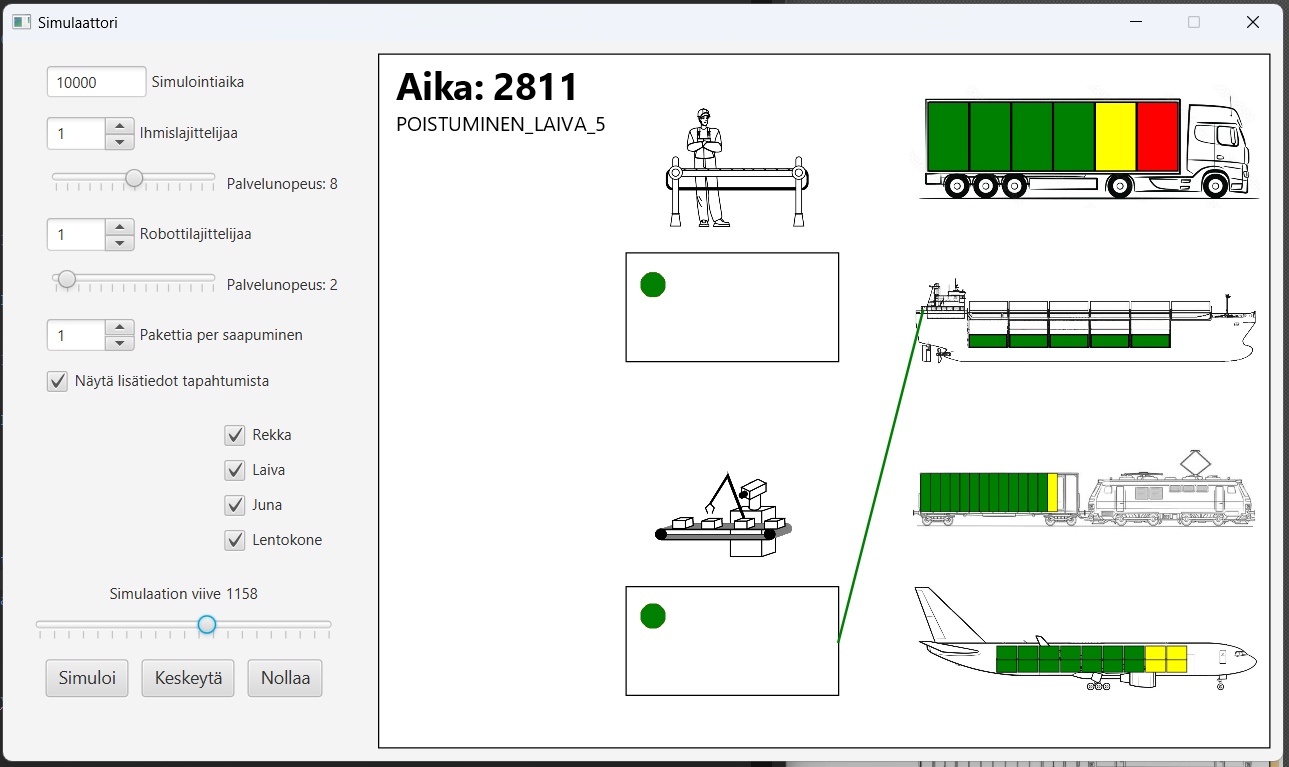 Simulaattori
10000 Simulointiaika
1 Ihmislajittelijaa
Palvelunopeus: 8
1 Robottilajittelijaa
Palvelunopeus: 2
1 Pakettia per saapuminen
Näytä lisätiedot tapahtumista
Rekka
Laiva
Juna
Lentokone
Simulaation viive 1158
Simuloi Keskeytä Nollaa
Aika: 2811
POISTUMINEN_LAIVA_5